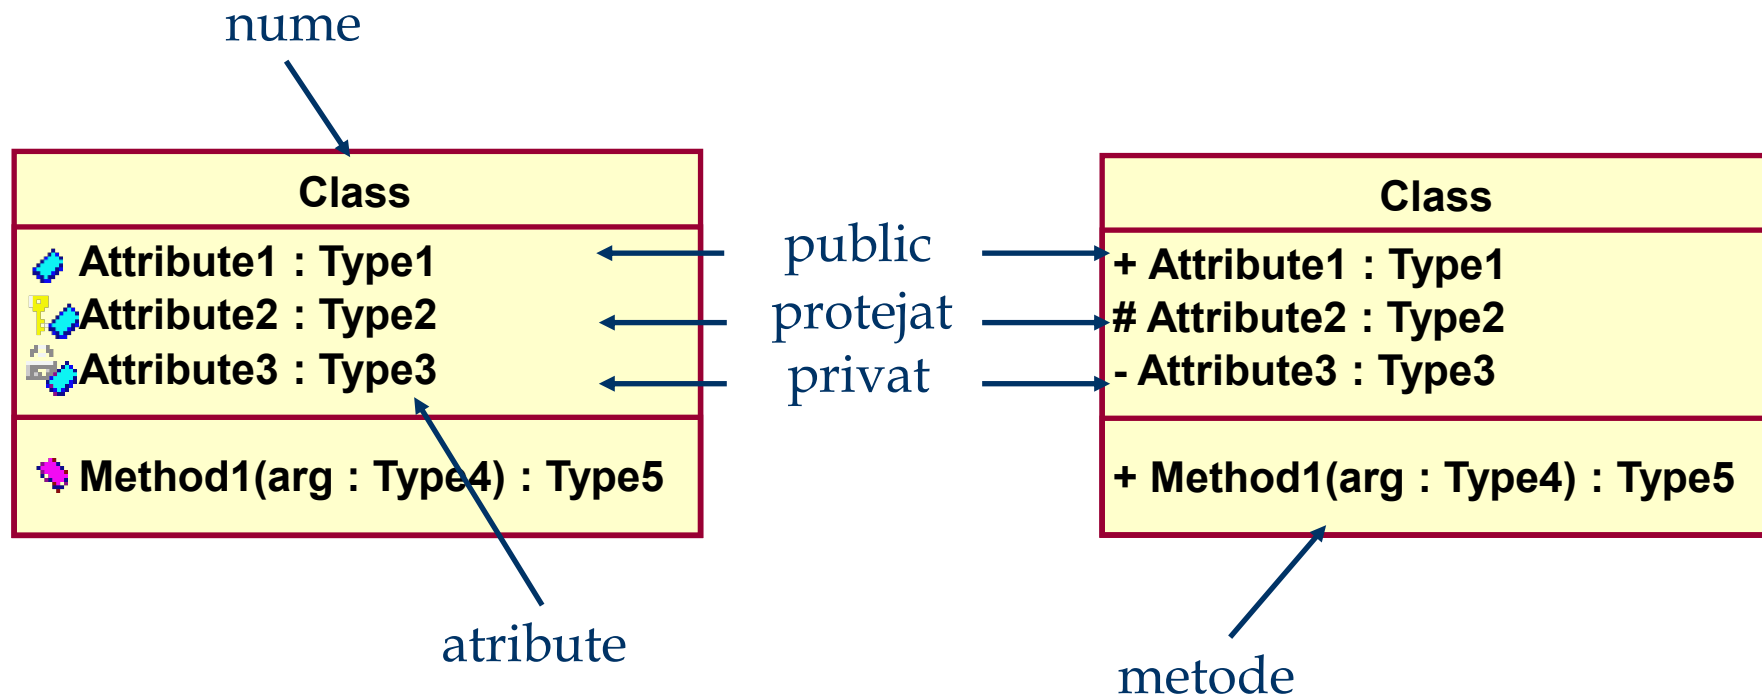 nume
Class
Attribute1 : Type1
Attribute2 : Type2
Attribute3 : Type3
Method1(arg : Type4) : Type5
public
protejat
privat
Class
+ Attribute1 : Type1
# Attribute2 : Type2
- Attribute3 : Type3
+ Method1(arg : Type4) : Type5
atribute
metode